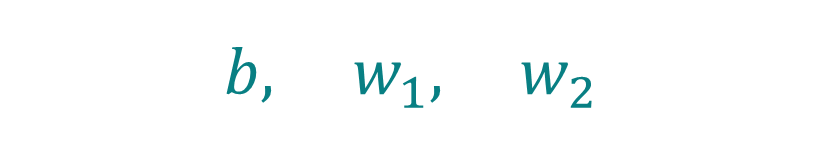 b, w₁, w₂